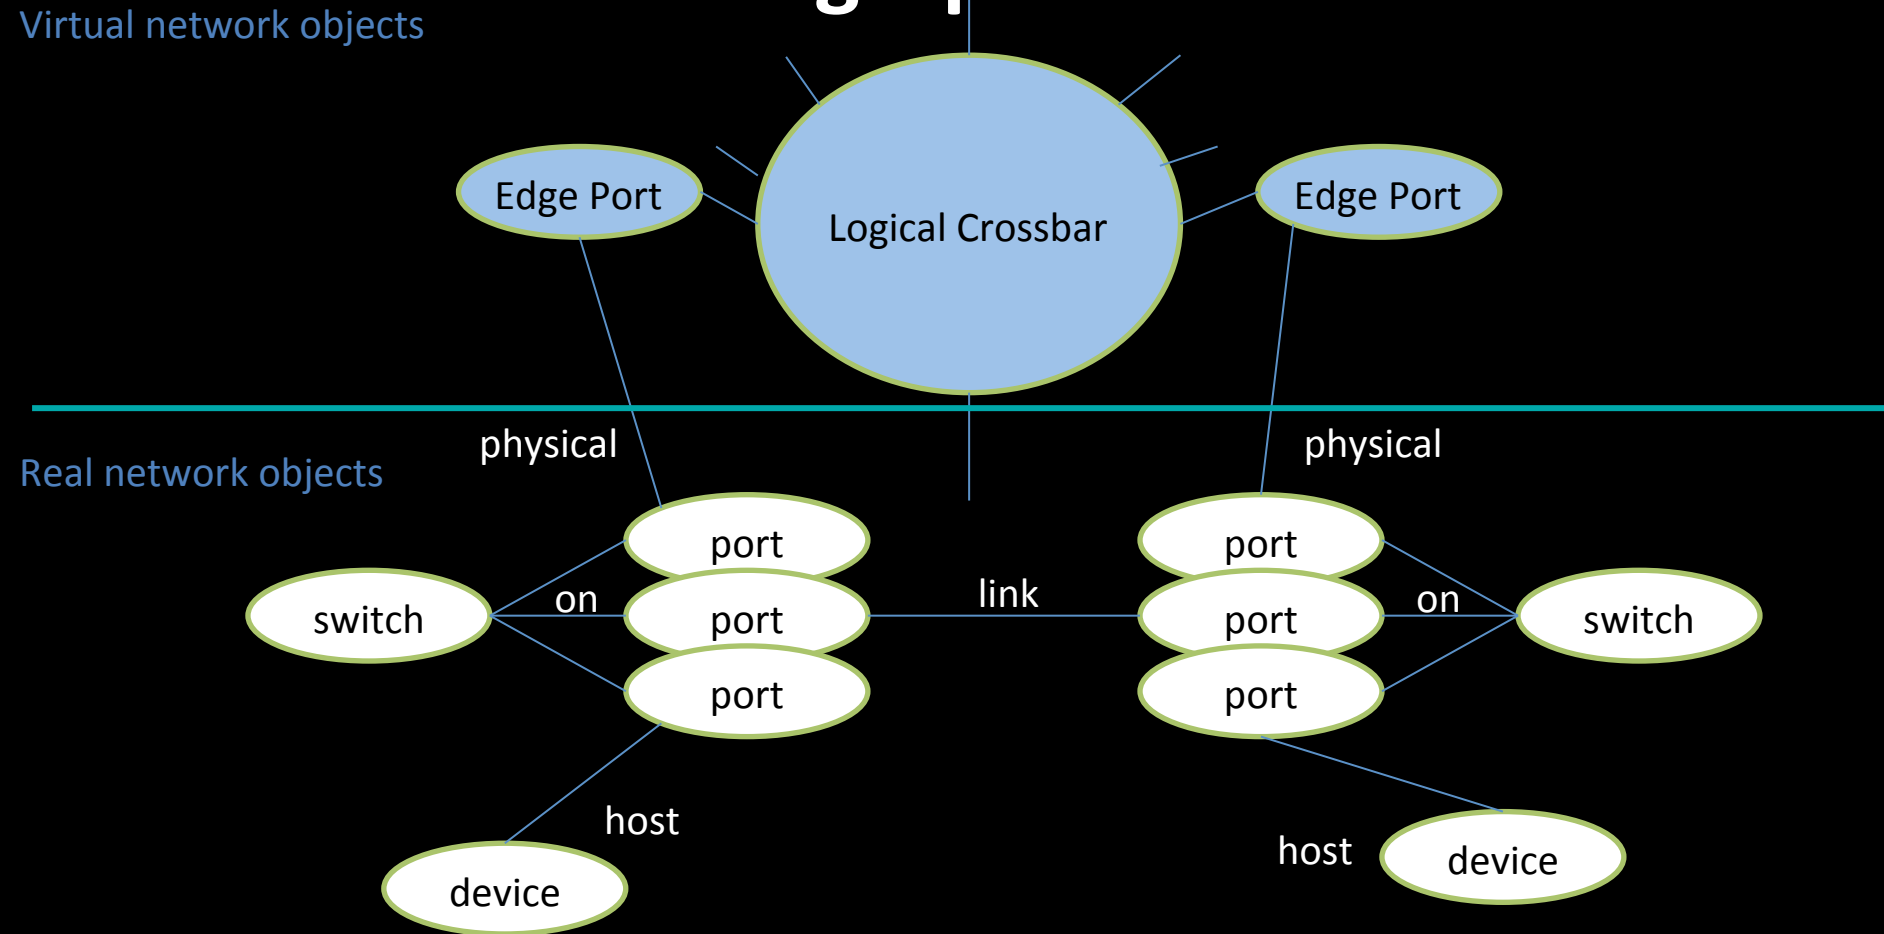 Virtual network objects
Edge Port
Logical Crossbar
Edge Port
physical
physical
Real network objects
port
port
switch
on
port
link
port
on
switch
port
port
host
host
device
device